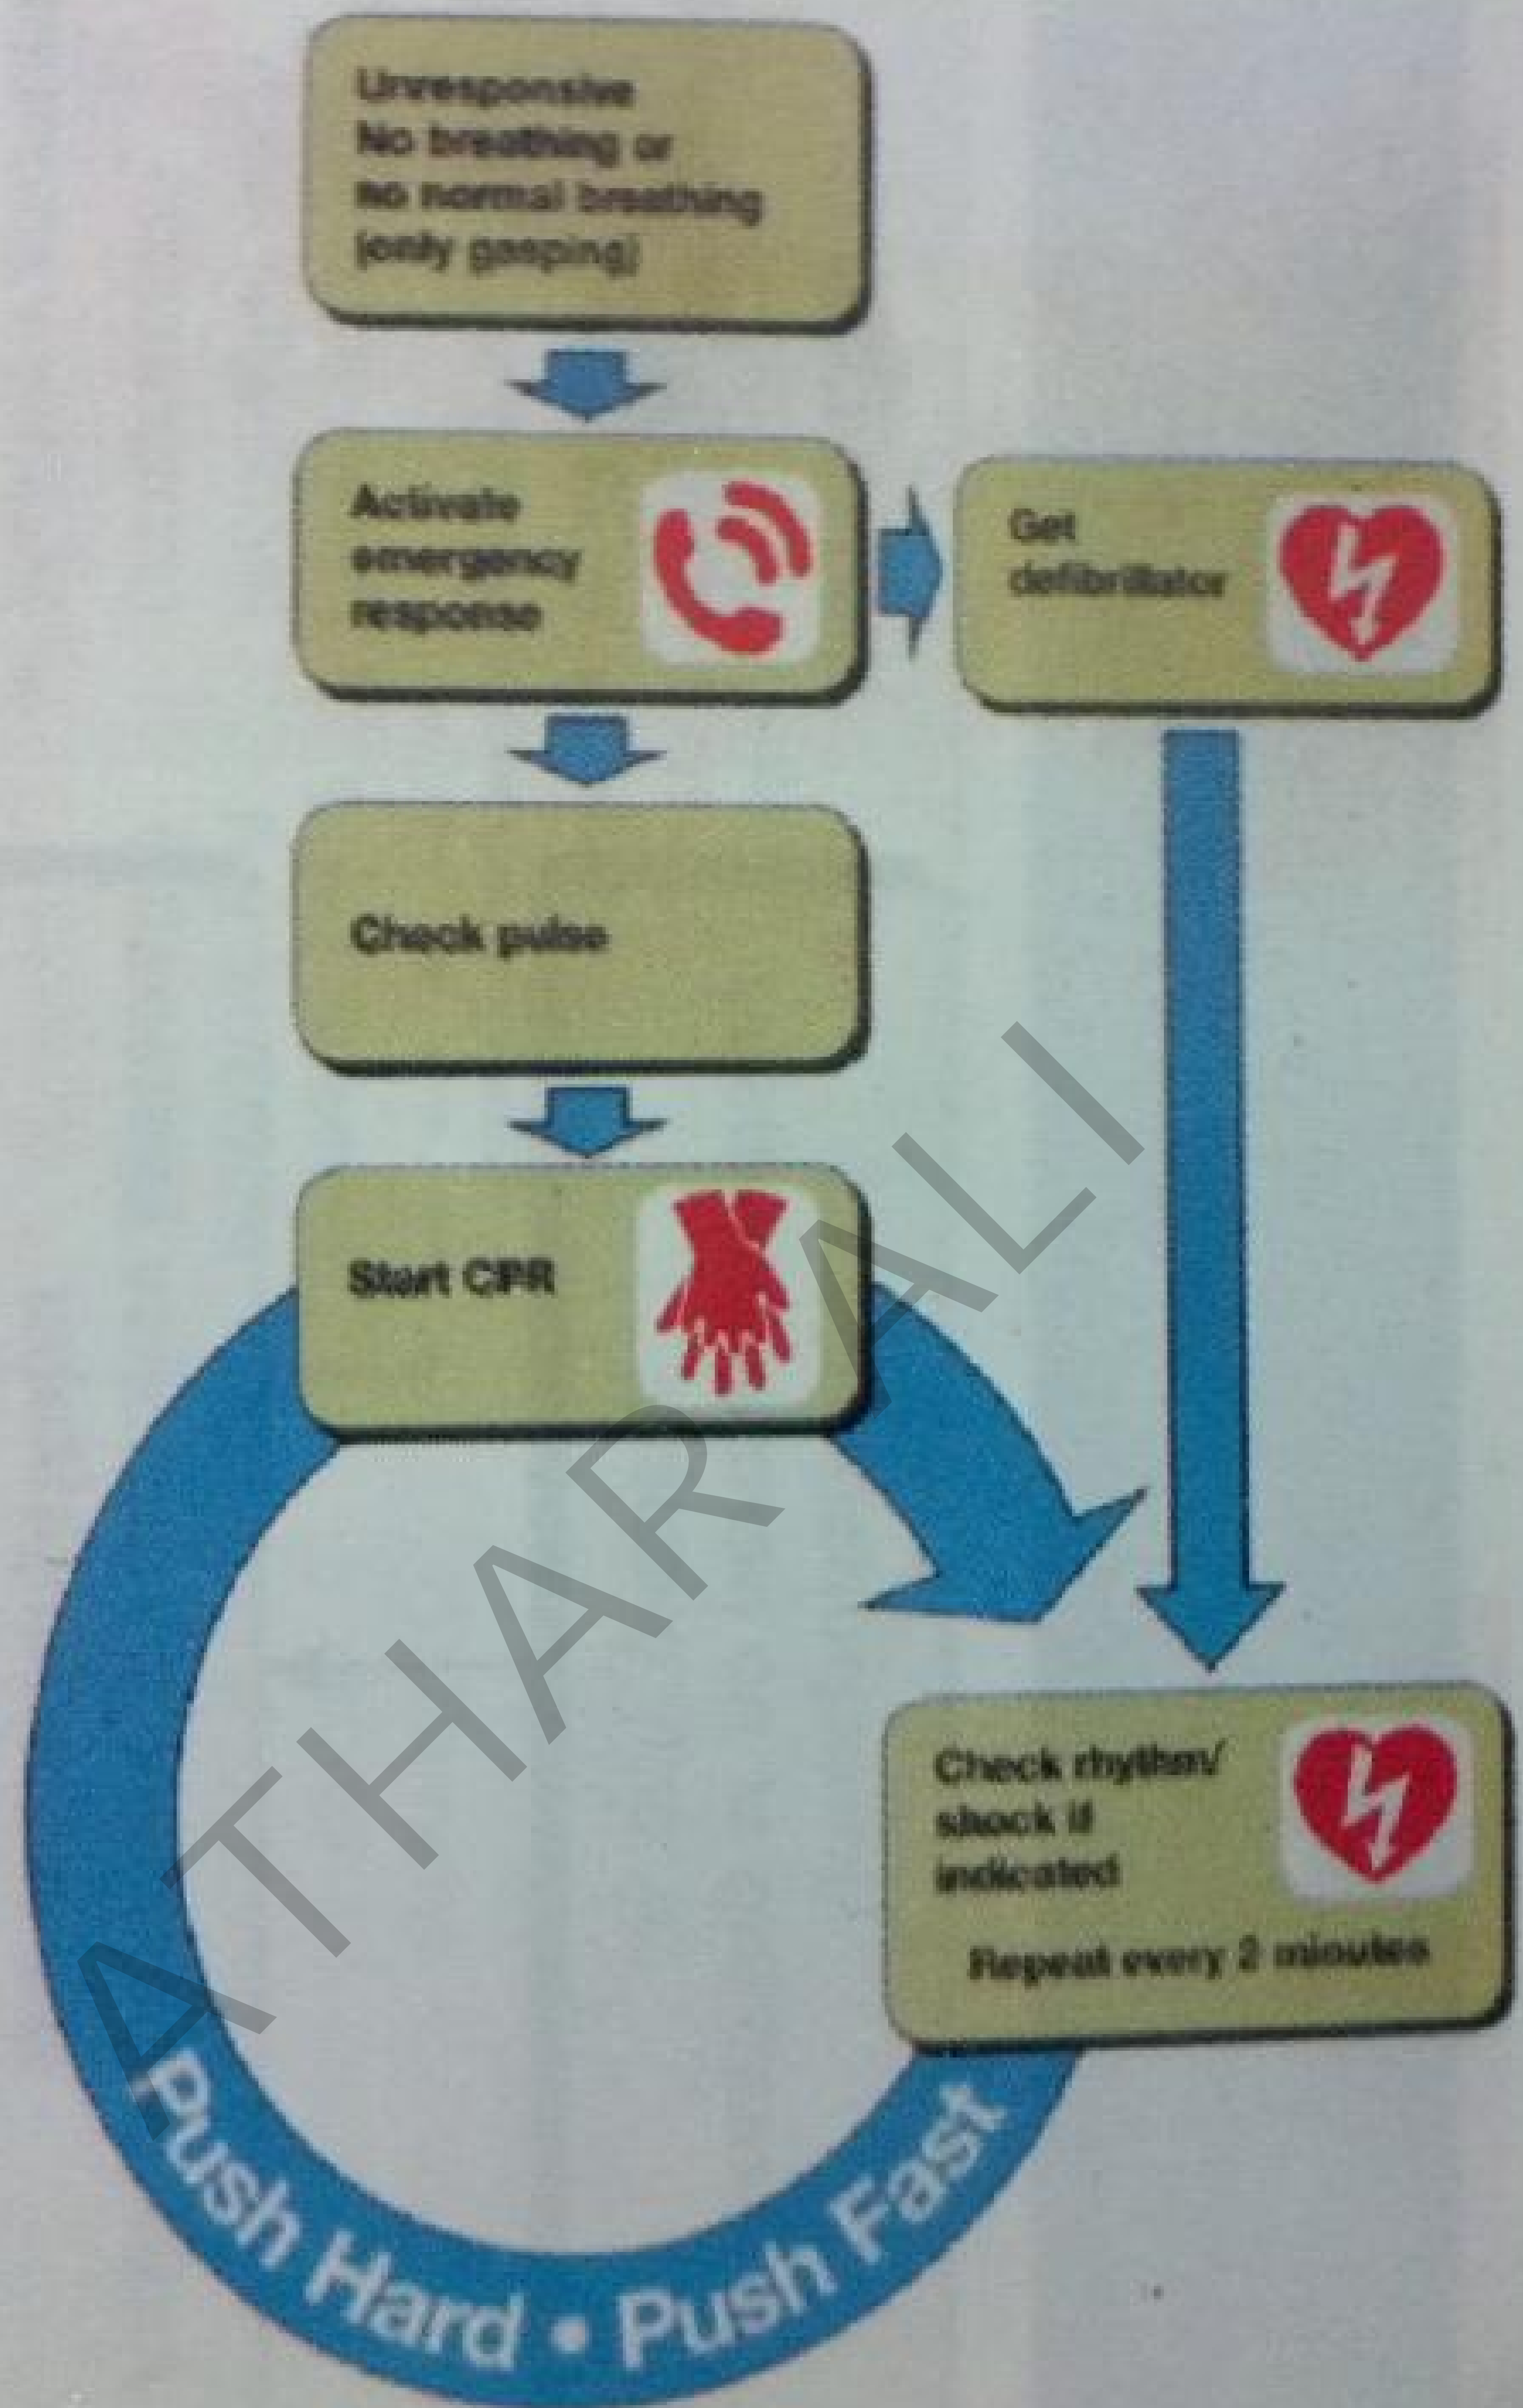 Unresponsive
No breathing or
no normal breathing
(only gasping)
Activate
emergency
response
Get
defibrillator
Check pulse
Start CPR
Check rhythm/
shock if
indicated
Repeat every 2 minutes
Push Hard • Push Fast
ATHAR ALI